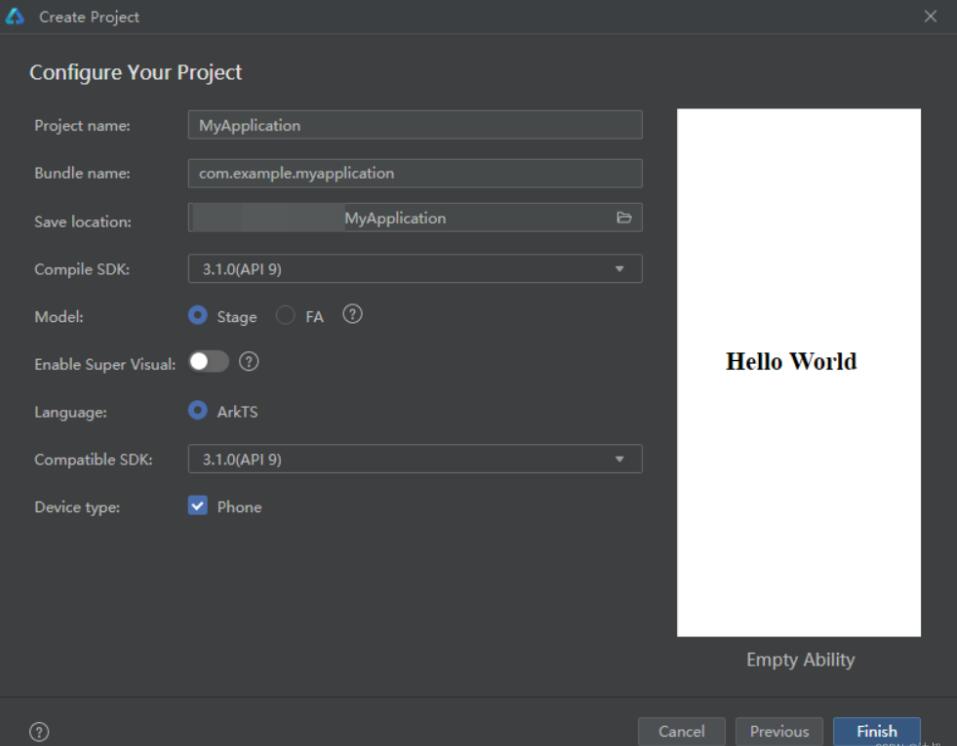 Create Project
Configure Your Project
Project name: MyApplication
Bundle name: com.example.myapplication
Save location: MyApplication
Compile SDK: 3.1.0(API 9)
Model: Stage FA ?
Enable Super Visual: ?
Language: ArkTS
Compatible SDK: 3.1.0(API 9)
Device type: Phone
Hello World
Empty Ability
? Cancel Previous Finish